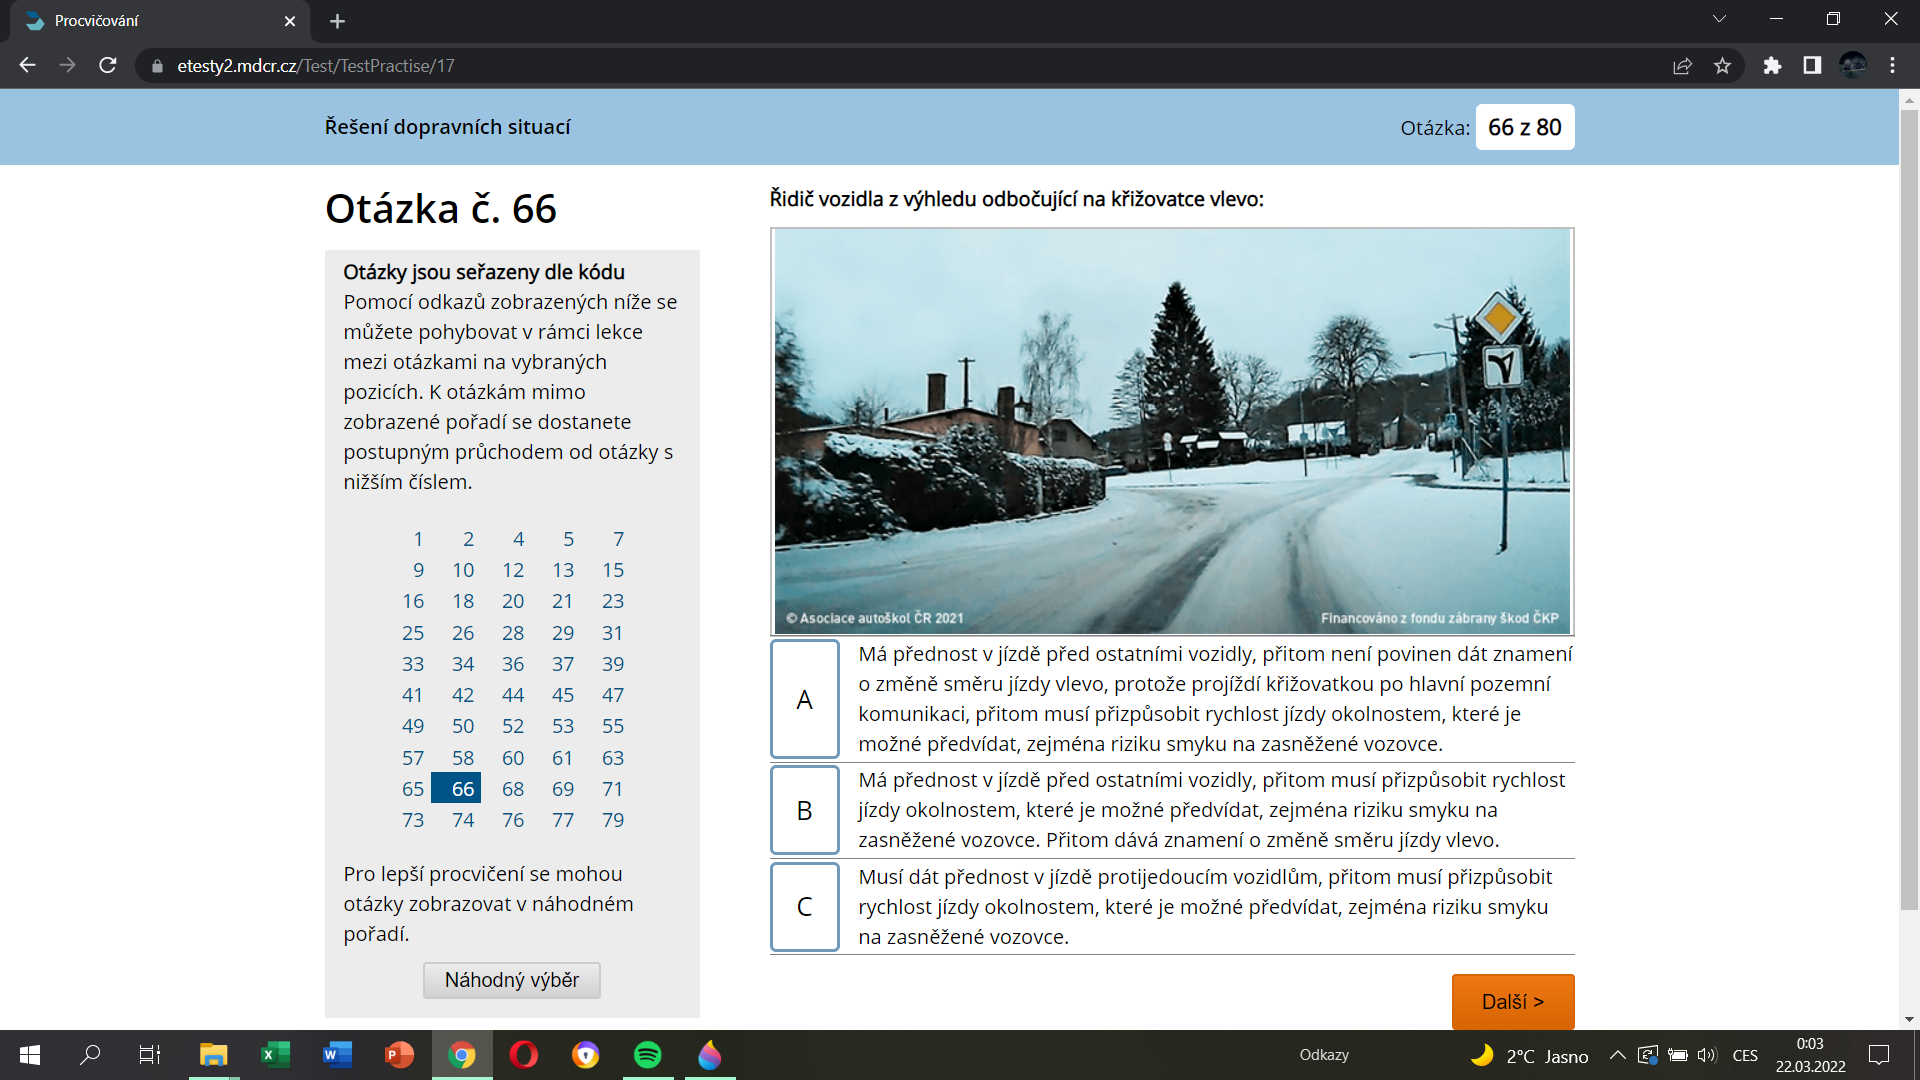 Procvičování
etesty2.mdcr.cz/Test/TestPractise/17
Řešení dopravních situací
Otázka: 66 z 80
Otázka č. 66
Otázky jsou seřazeny dle kódu
Pomocí odkazů zobrazených níže se
můžete pohybovat v rámci lekce
mezi otázkami na vybraných
pozicích. K otázkám mimo
zobrazené pořadí se dostanete
postupným průchodem od otázky s
nižším číslem.
1 2 4 5 7
9 10 12 13 15
16 18 20 21 23
25 26 28 29 31
33 34 36 37 39
41 42 44 45 47
49 50 52 53 55
57 58 60 61 63
65 66 68 69 71
73 74 76 77 79
Pro lepší procvičení se mohou
otázky zobrazovat v náhodném
pořadí.
Náhodný výběr
Řidič vozidla z výhledu odbočující na křižovatce vlevo:
© Asociace autoškol ČR 2021
Financováno z fondu zábrany škod ČKP
A
Má přednost v jízdě před ostatními vozidly, přitom není povinen dát znamení
o změně směru jízdy vlevo, protože projíždí křižovatkou po hlavní pozemní
komunikaci, přitom musí přizpůsobit rychlost jízdy okolnostem, které je
možné předvídat, zejména riziku smyku na zasněžené vozovce.
B
Má přednost v jízdě před ostatními vozidly, přitom musí přizpůsobit rychlost
jízdy okolnostem, které je možné předvídat, zejména riziku smyku na
zasněžené vozovce. Přitom dává znamení o změně směru jízdy vlevo.
C
Musí dát přednost v jízdě protijedoucím vozidlům, přitom musí přizpůsobit
rychlost jízdy okolnostem, které je možné předvídat, zejména riziku smyku
na zasněžené vozovce.
Další >
Odkazy
2°C Jasno
CES
0:03
22.03.2022